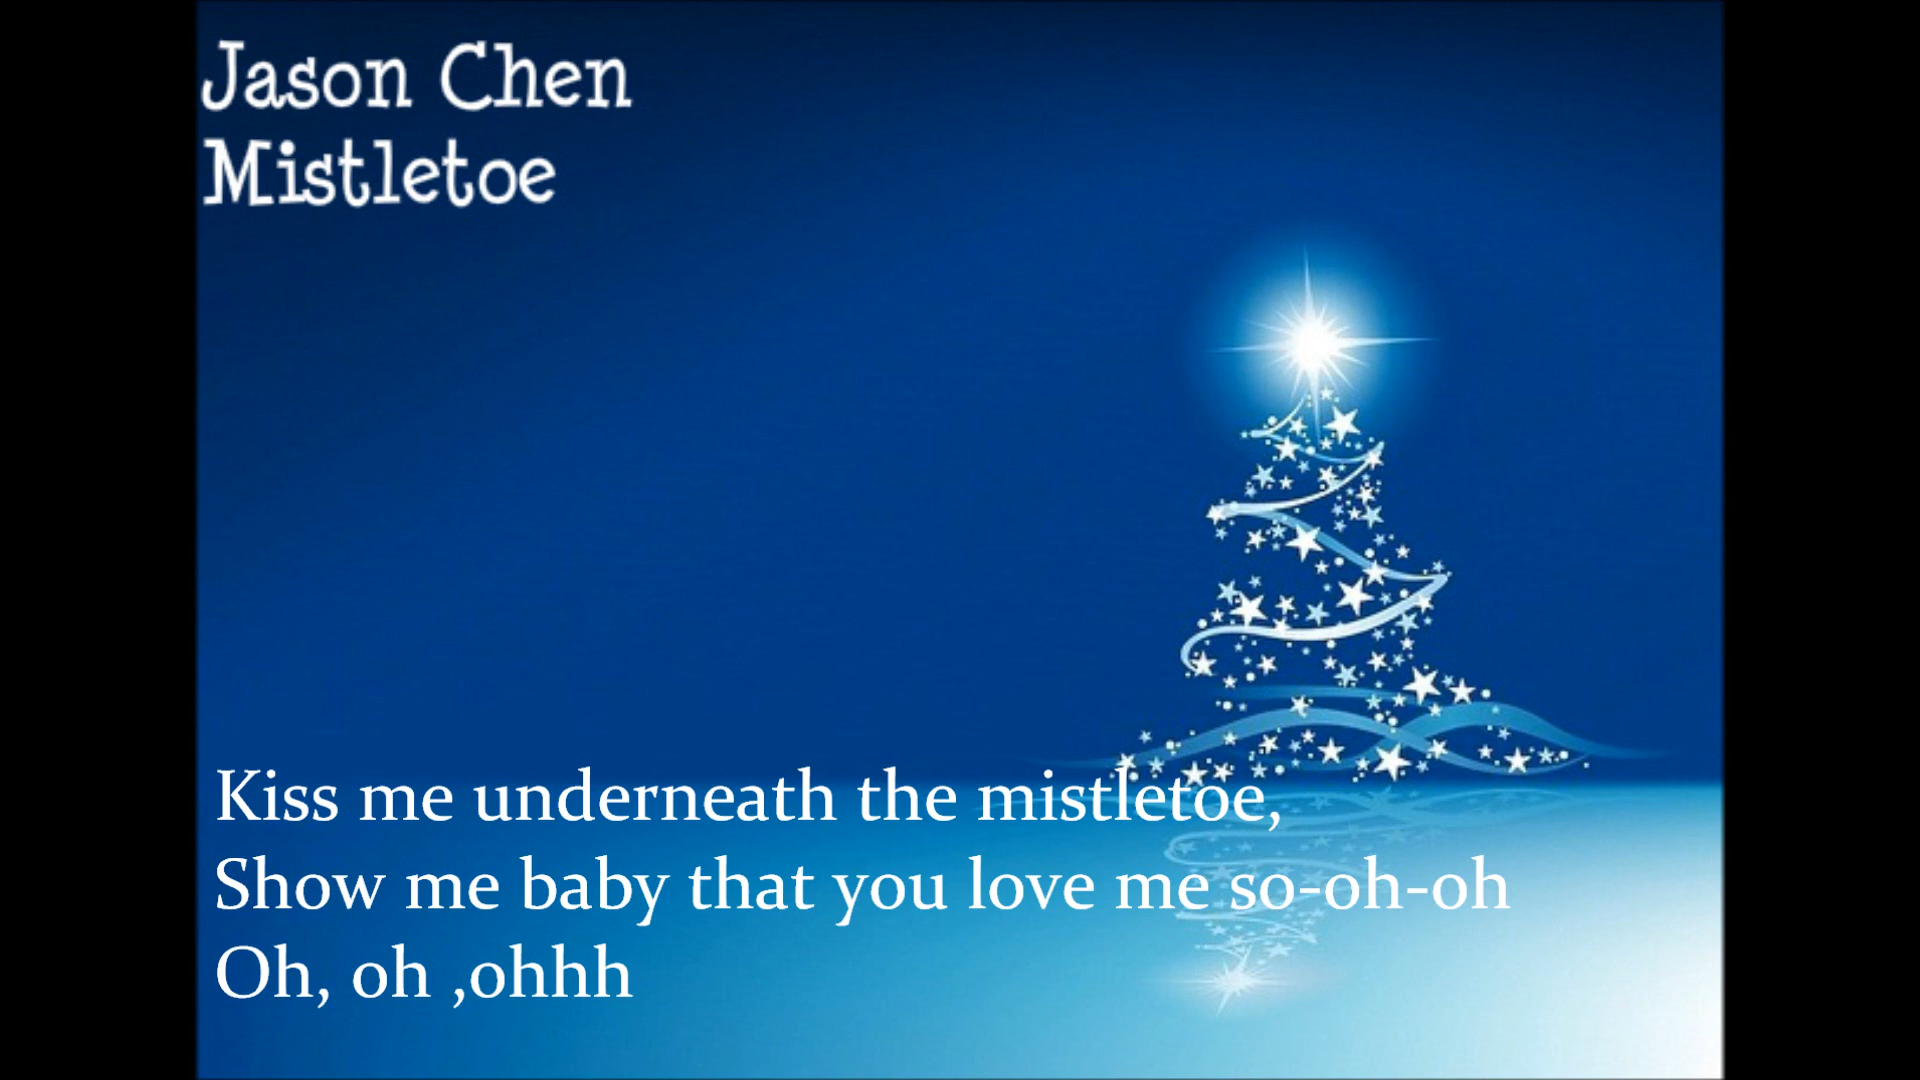 Jason Chen
Mistletoe
Kiss me underneath the mistletoe,
Show me baby that you love me so-oh-oh
Oh, oh ,ohhh